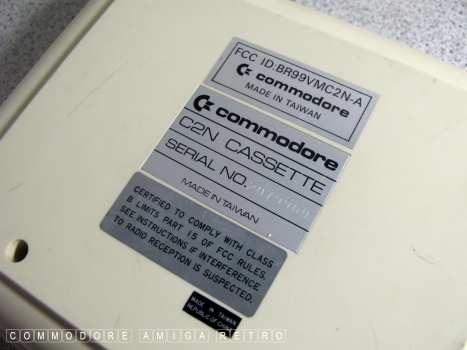 FCC ID:BR99VMC2N-A
commodore
MADE IN TAIWAN
commodore
C2N CASSETTE
SERIAL NO.
MADE IN TAIWAN
CERTIFIED TO COMPLY WITH CLASS
B LIMITS PART 15 OF FCC RULES.
SEE INSTRUCTIONS IF INTERFERENCE
TO RADIO RECEPTION IS SUSPECTED.
MADE IN TAIWAN
REPUBLIC OF CHINA
COMMODORE AMIGA RETRO